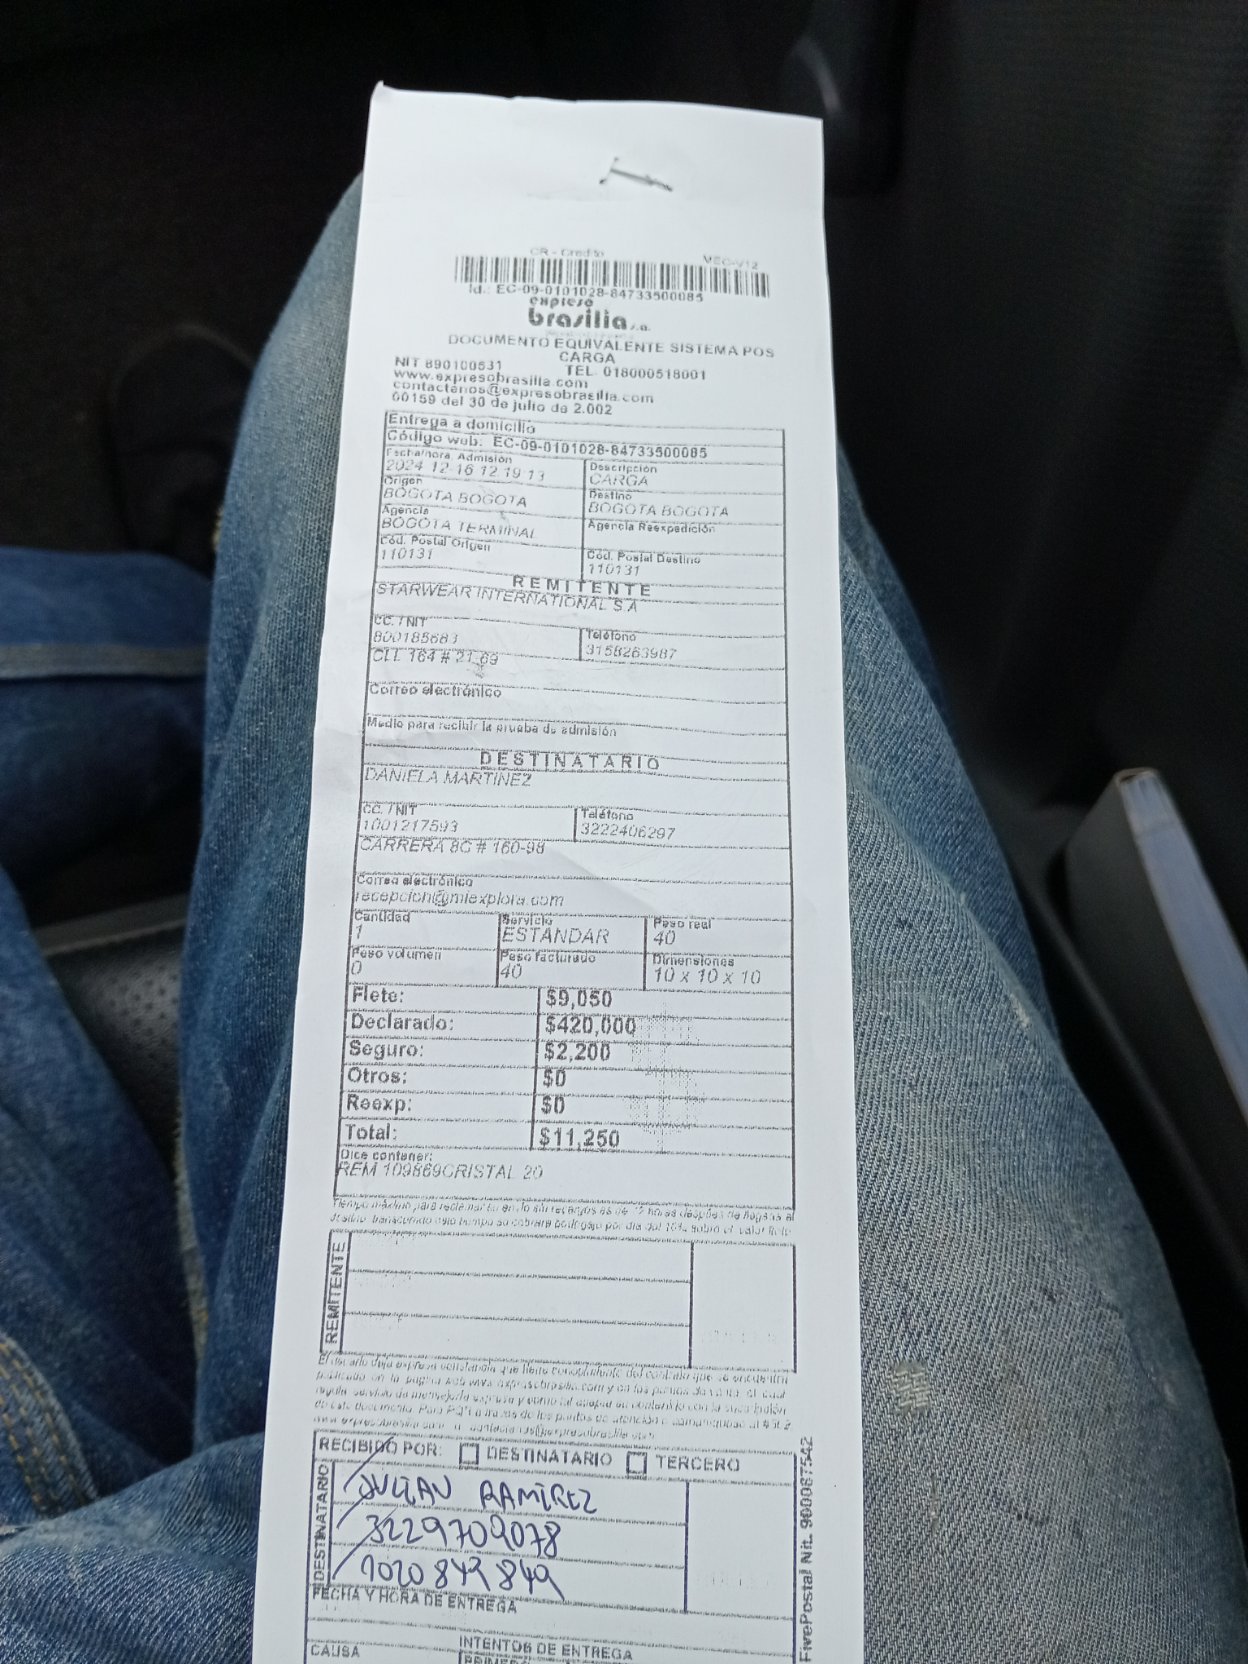 CR - Credito MEC-V12
Id.: EC-09-0101028-84733500085
expreso
brasilia s.a.
DOCUMENTO EQUIVALENTE SISTEMA POS
CARGA
NIT 890100531 TEL. 018000518001
www.expresobrasilia.com
contactenos@expresobrasilia.com
00159 del 30 de julio de 2.002
Entrega a domicilio
Código web: EC-09-0101028-84733500085
Fecha/hora Admisión Descripción
2024-12-16 12:19:13 CARGA
Origen Destino
BOGOTA BOGOTA BOGOTA BOGOTA
Agencia Agencia Reexpedición
BOGOTA TERMINAL
Cód. Postal Origen Cód. Postal Destino
110131 110131
REMITENTE
STARWEAR INTERNATIONAL S.A
CC. / NIT Teléfono
800185683 3158263987
CLL 164 # 21 69
Correo electrónico
Medio para recibir la prueba de admisión
DESTINATARIO
DANIELA MARTINEZ
CC. / NIT Teléfono
1001217593 3222406297
CARRERA 8C # 160-98
Correo electrónico
recepcion@miexplora.com
Cantidad Servicio Peso real
1 ESTANDAR 40
Peso volumen Peso facturado Dimensiones
0 40 10 x 10 x 10
Flete: $9,050
Declarado: $420,000
Seguro: $2,200
Otros: $0
Reexp: $0
Total: $11,250
Dice contener:
REM 109869CRISTAL 20
REMITENTE
RECIBIDO POR: DESTINATARIO TERCERO
DESTINATARIO
JULIAN RAMIREZ
3229709078
FECHA Y HORA DE ENTREGA
CAUSA INTENTOS DE ENTREGA
FivePostal Nit. 900087542